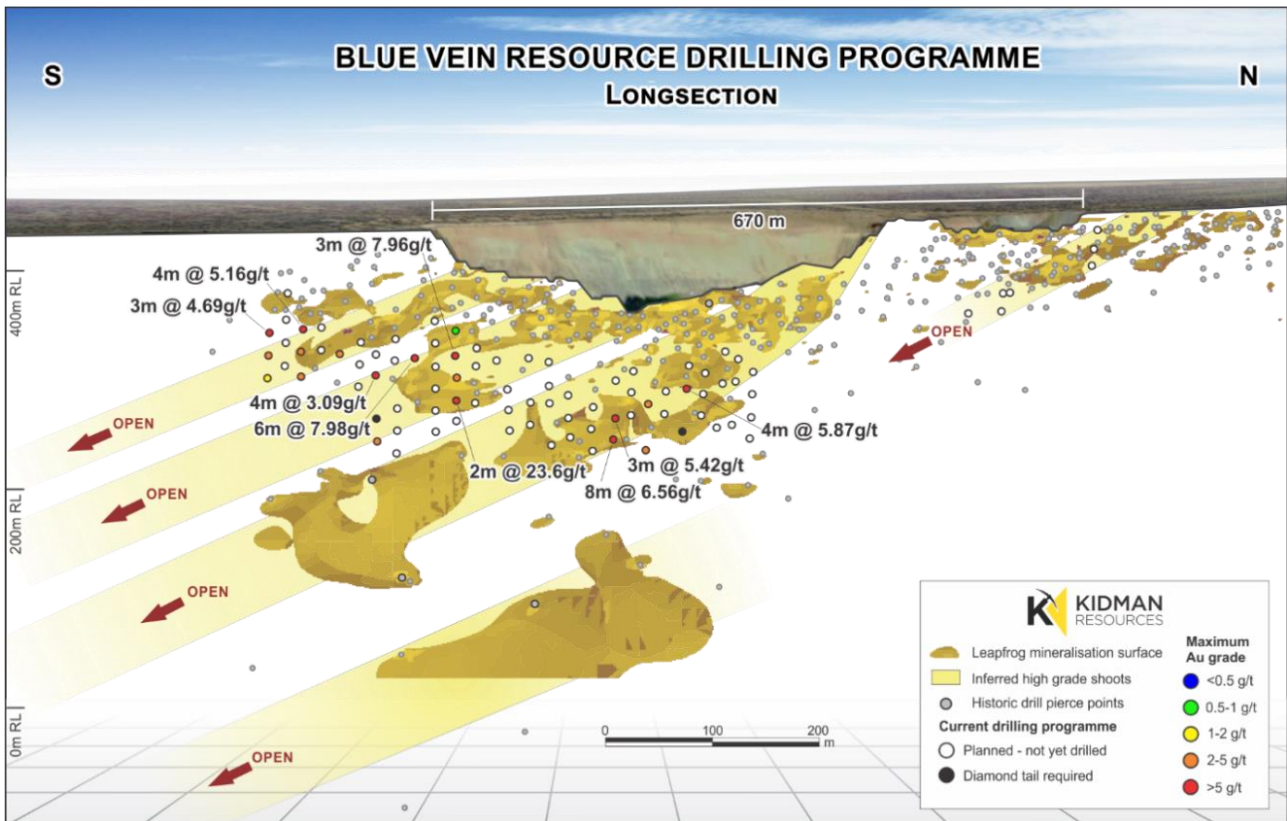 BLUE VEIN RESOURCE DRILLING PROGRAMME
LONGSECTION
S
N
670 m
3m @ 7.96g/t
4m @ 5.16g/t
3m @ 4.69g/t
400m RL
OPEN
4m @ 3.09g/t
6m @ 7.98g/t
OPEN
4m @ 5.87g/t
2m @ 23.6g/t
3m @ 5.42g/t
8m @ 6.56g/t
OPEN
200m RL
OPEN
0m RL
OPEN
0
100
200
m
KIDMAN
RESOURCES
Leapfrog mineralisation surface
Inferred high grade shoots
Historic drill pierce points
Current drilling programme
Planned - not yet drilled
Diamond tail required
Maximum
Au grade
<0.5 g/t
0.5-1 g/t
1-2 g/t
2-5 g/t
>5 g/t